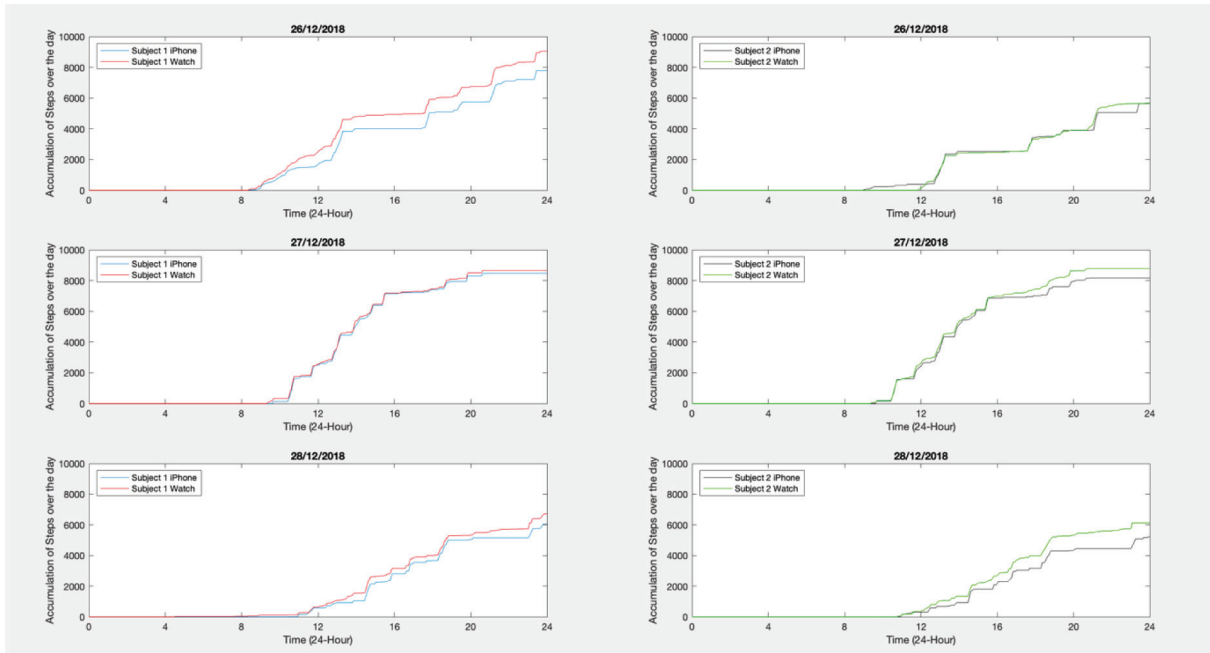 26/12/2018
Accumulation of Steps over the day
10000
8000
6000
4000
2000
0
Subject 1 iPhone
Subject 1 Watch
0 4 8 12 16 20 24
Time (24-Hour)
26/12/2018
Accumulation of Steps over the day
10000
8000
6000
4000
2000
0
Subject 2 iPhone
Subject 2 Watch
0 4 8 12 16 20 24
Time (24-Hour)
27/12/2018
Accumulation of Steps over the day
10000
8000
6000
4000
2000
0
Subject 1 iPhone
Subject 1 Watch
0 4 8 12 16 20 24
Time (24-Hour)
27/12/2018
Accumulation of Steps over the day
10000
8000
6000
4000
2000
0
Subject 2 iPhone
Subject 2 Watch
0 4 8 12 16 20 24
Time (24-Hour)
28/12/2018
Accumulation of Steps over the day
10000
8000
6000
4000
2000
0
Subject 1 iPhone
Subject 1 Watch
0 4 8 12 16 20 24
Time (24-Hour)
28/12/2018
Accumulation of Steps over the day
10000
8000
6000
4000
2000
0
Subject 2 iPhone
Subject 2 Watch
0 4 8 12 16 20 24
Time (24-Hour)